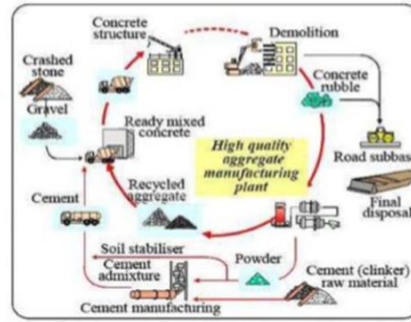 Concrete
structure
Demolition
Crashed
stone
Gravel
Concrete
rubble
Ready mixed
concrete
High quality
aggregate
manufacturing
plant
Road subbas
Final
disposal
Recycled
aggregate
Cement
Soil stabiliser
Cement
admixture
Powder
Cement (clinker)
raw material
Cement manufacturing